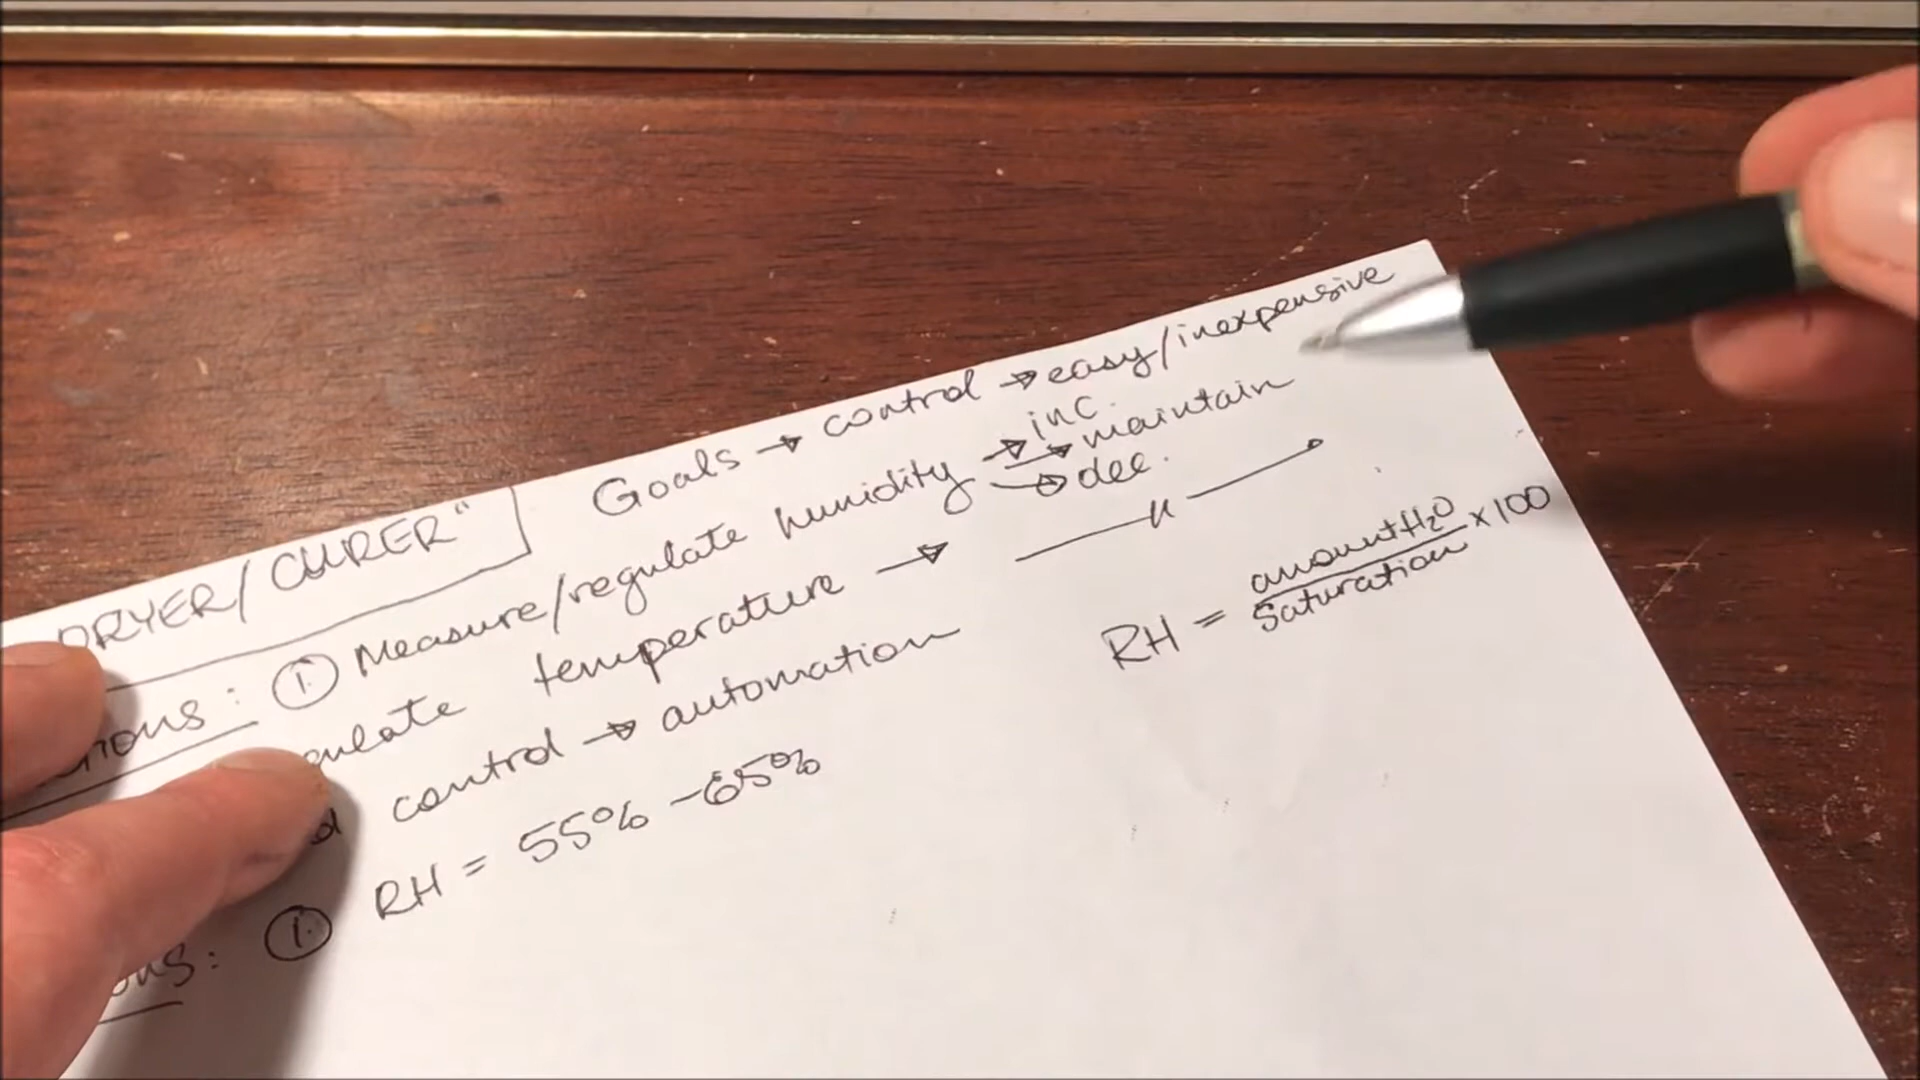 DRYER/CURER"
Goals → control → easy/inexpensive
: ① Measure/regulate humidity → inc.
→ maintain
→ dec.
temperature → —— " ——
control → automation
RH = amount H₂O / Saturation x 100
: ① RH = 55% - 65%